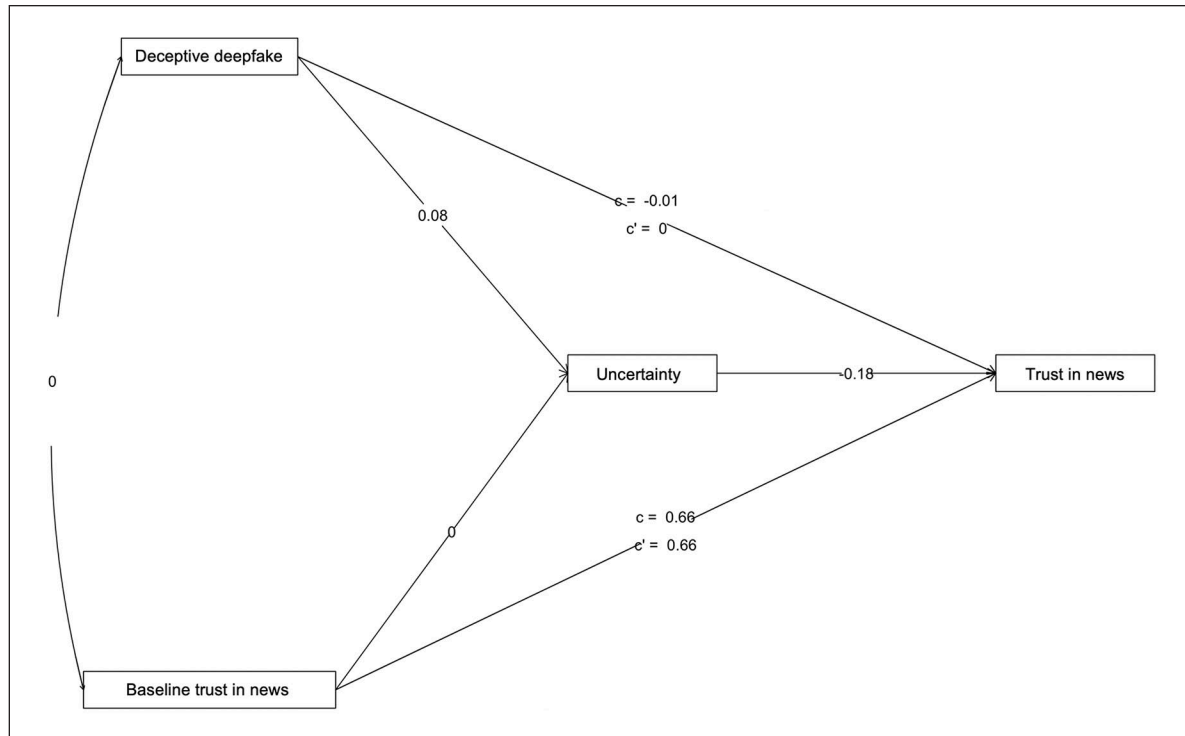 Deceptive deepfake
c = -0.01
0.08
c' = 0
Uncertainty
-0.18
Trust in news
0
c = 0.66
0
c' = 0.66
Baseline trust in news